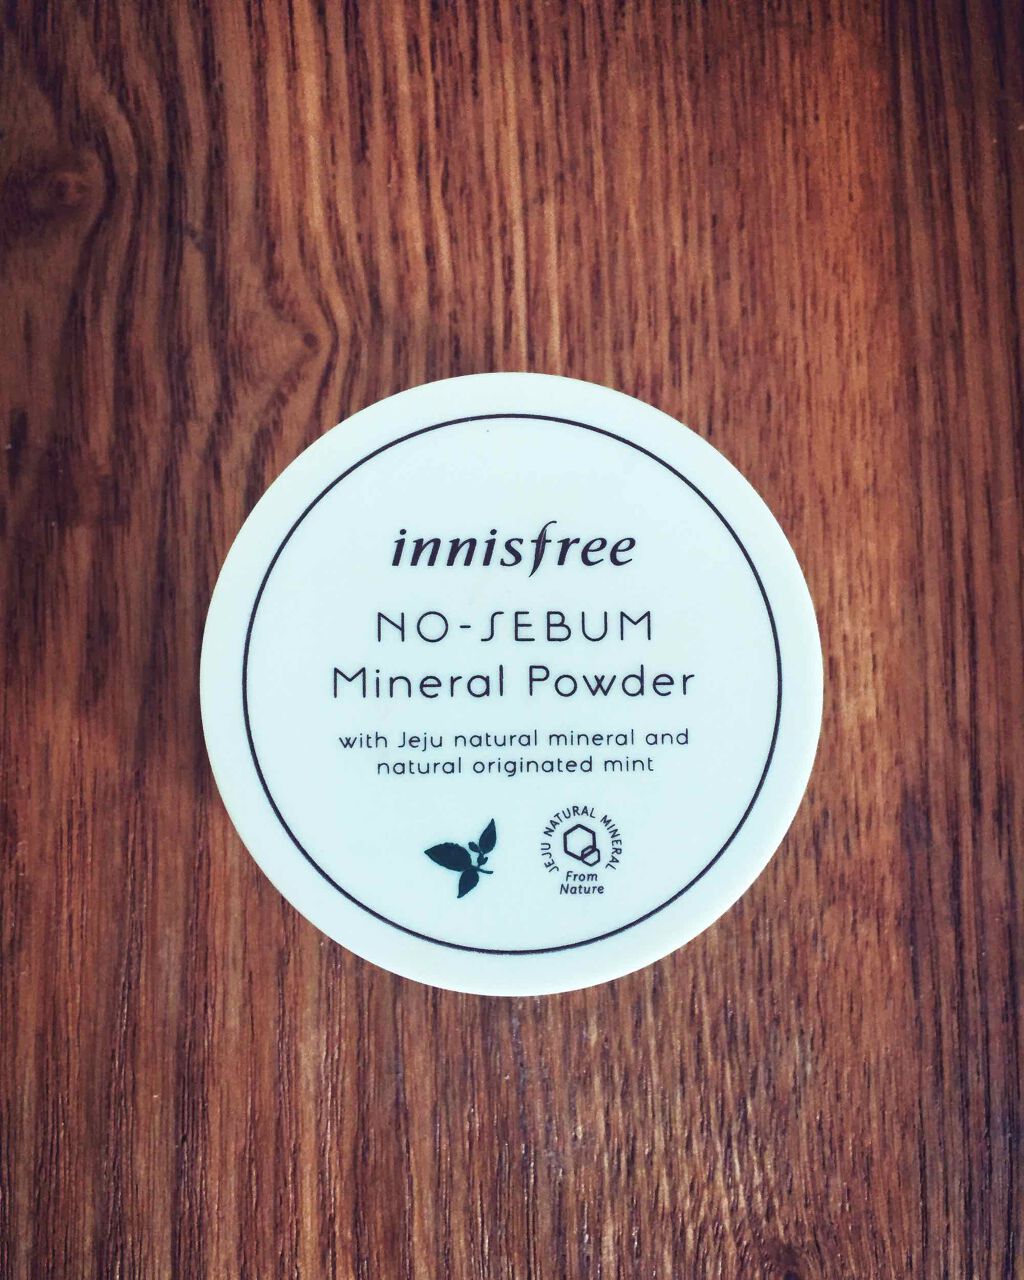 innisfree
NO-SEBUM
Mineral Powder
with Jeju natural mineral and
natural originated mint
JEJU NATURAL MINERAL
From
Nature